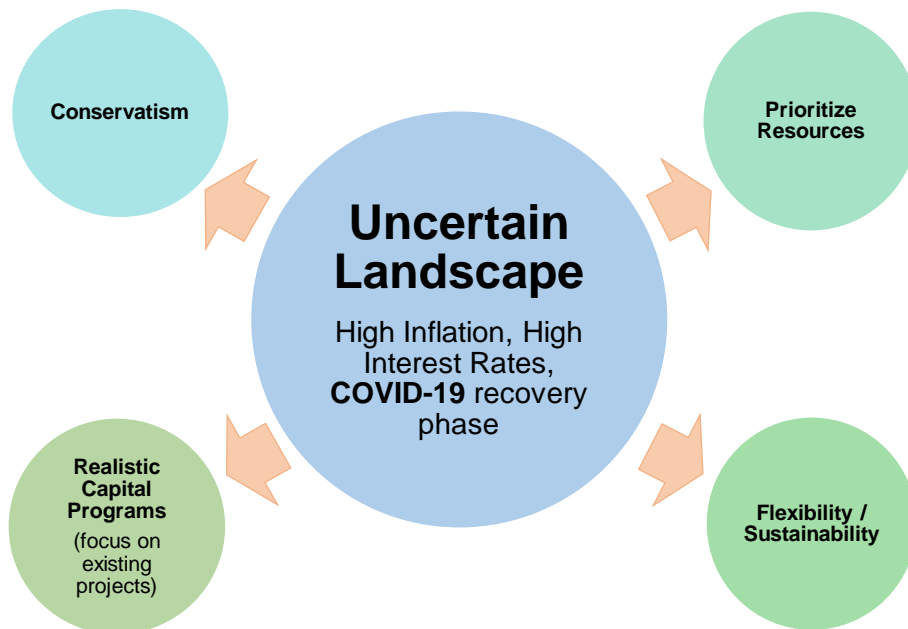 Conservatism
Prioritize
Resources
Uncertain
Landscape
High Inflation, High
Interest Rates,
COVID-19 recovery
phase
Realistic
Capital
Programs
(focus on
existing
projects)
Flexibility /
Sustainability